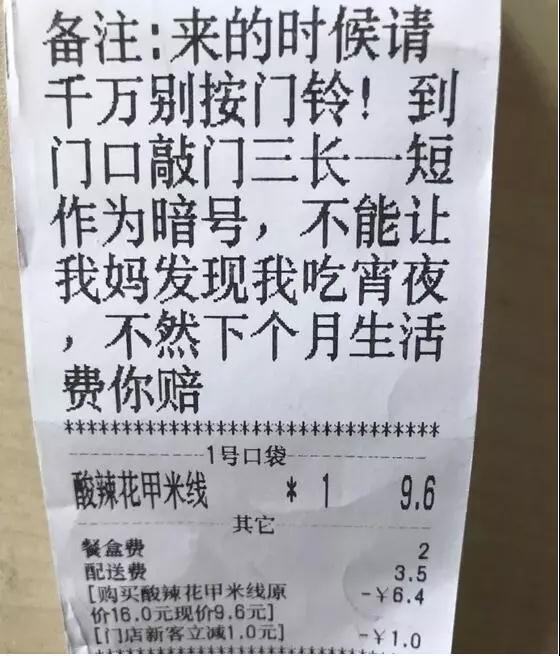 备注:来的时候请
千万别按门铃!到
门口敲门三长一短
作为暗号,不能让
我妈发现我吃宵夜
,不然下个月生活
费你赔
********************************
1号口袋
酸辣花甲米线 * 1 9.6
其它
餐盒费 2
配送费 3.5
[购买酸辣花甲米线原 -¥6.4
价16.0元现价9.6元]
[门店新客立减1.0元] -¥1.0